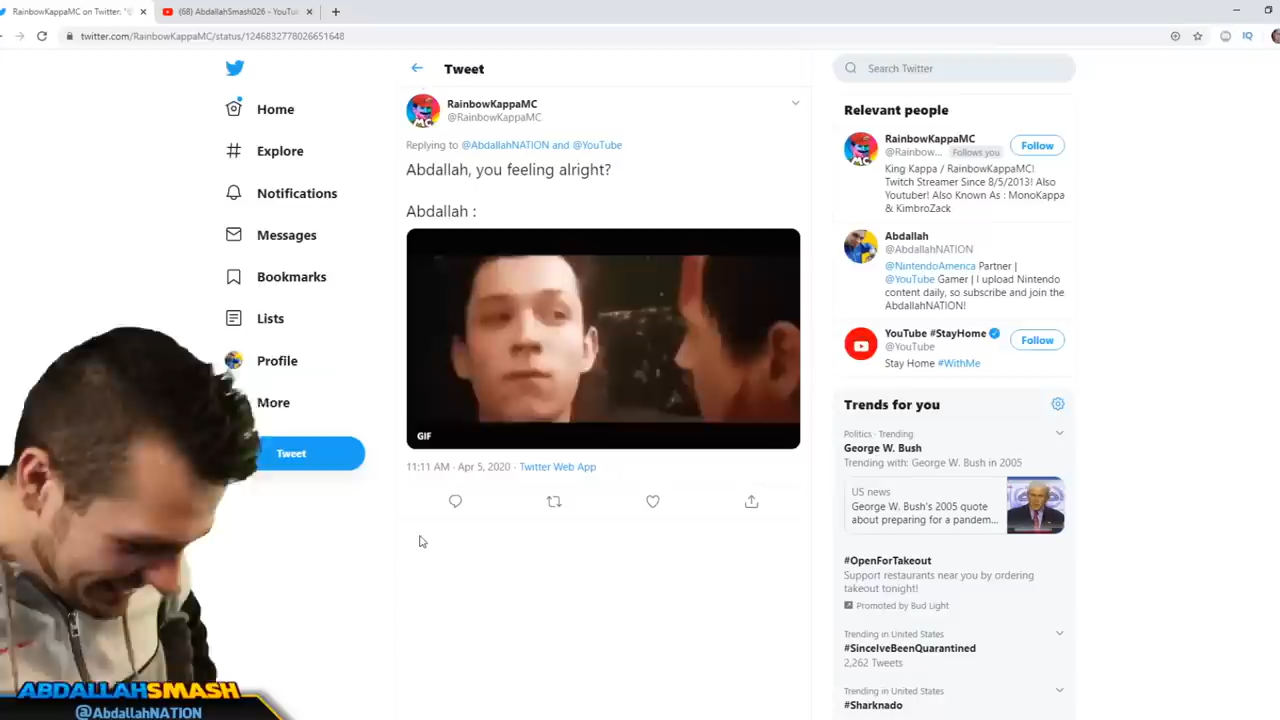 RainbowKappaMC on Twitter: "
(68) AbdallahSmash026 - YouTu
twitter.com/RainbowKappaMC/status/1246832778026651648
IQ
Home
Explore
Notifications
Messages
Bookmarks
Lists
Profile
More
Tweet
Tweet
RainbowKappaMC
@RainbowKappaMC
Replying to @AbdallahNATION and @YouTube
Abdallah, you feeling alright?
Abdallah :
GIF
11:11 AM · Apr 5, 2020 · Twitter Web App
Search Twitter
Relevant people
RainbowKappaMC
@Rainbow... Follows you
Follow
King Kappa / RainbowKappaMC!
Twitch Streamer Since 8/5/2013! Also
Youtuber! Also Known As : MonoKappa
& KimbroZack
Abdallah
@AbdallahNATION
@NintendoAmerica Partner |
@YouTube Gamer | I upload Nintendo
content daily, so subscribe and join the
AbdallahNATION!
YouTube #StayHome
@YouTube
Follow
Stay Home #WithMe
Trends for you
Politics · Trending
George W. Bush
Trending with: George W. Bush in 2005
US news
George W. Bush's 2005 quote
about preparing for a pandem...
#OpenForTakeout
Support restaurants near you by ordering
takeout tonight!
Promoted by Bud Light
Trending in United States
#SinceIveBeenQuarantined
2,262 Tweets
Trending in United States
#Sharknado
MC
ABDALLAHSMASH
@AbdallahNATION